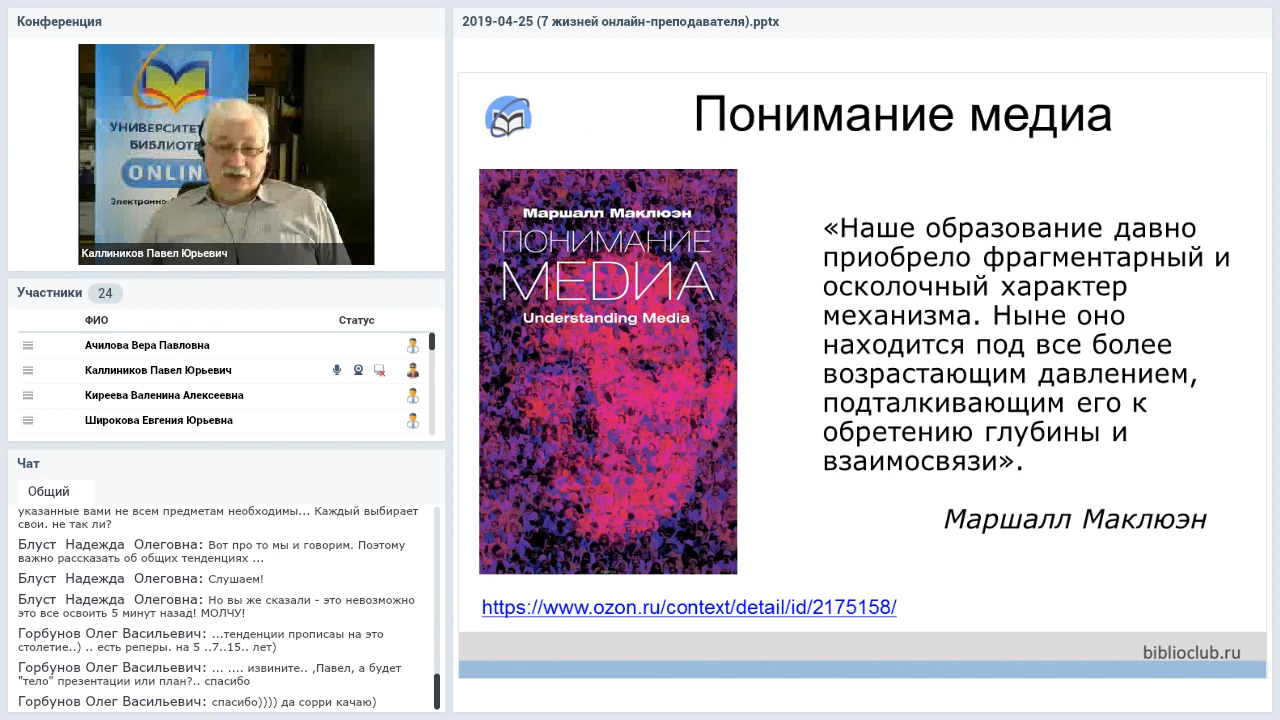 Конференция
УНИВЕРСИТЕТ
БИБЛИОТЕ
ONLIN
Каллиников Павел Юрьевич
Участники 24
ФИО Статус
Ачилова Вера Павловна
Каллиников Павел Юрьевич
Киреева Валенина Алексеевна
Широкова Евгения Юрьевна
Чат
Общий
указанные вами не всем предметам необходимы... Каждый выбирает
свои. не так ли?
Блуст Надежда Олеговна: Вот про то мы и говорим. Поэтому
важно рассказать об общих тенденциях ...
Блуст Надежда Олеговна: Слушаем!
Блуст Надежда Олеговна: Но вы же сказали - это невозможно
это все освоить 5 минут назад! МОЛЧУ!
Горбунов Олег Васильевич: ...тенденции прописаы на это
столетие..) .. есть реперы. на 5 ..7..15.. лет)
Горбунов Олег Васильевич: ... .... извините.. ,Павел, а будет
"тело" презентации или план?.. спасибо
Горбунов Олег Васильевич: спасибо)))) да сорри качаю)
2019-04-25 (7 жизней онлайн-преподавателя).pptx
Понимание медиа
Маршалл Маклюэн
ПОНИМАНИЕ
МЕДИА
Understanding Media
«Наше образование давно
приобрело фрагментарный и
осколочный характер
механизма. Ныне оно
находится под все более
возрастающим давлением,
подталкивающим его к
обретению глубины и
взаимосвязи».
Маршалл Маклюэн
https://www.ozon.ru/context/detail/id/2175158/
biblioclub.ru